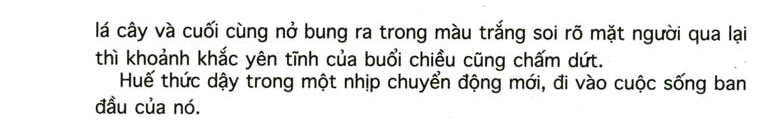 lá cây và cuối cùng nở bung ra trong màu trắng soi rõ mặt người qua lại
thì khoảnh khắc yên tĩnh của buổi chiều cũng chấm dứt.
Huế thức dậy trong một nhịp chuyển động mới, đi vào cuộc sống ban
đầu của nó.